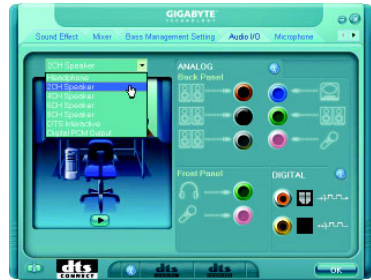 GIGABYTE
Sound Effect Mixer Bass Management Setting Audio I/O Microphone
2CH Speaker
Headphone
2CH Speaker
4CH Speaker
6CH Speaker
8CH Speaker
DTS Interactive
Digital PCM Output
ANALOG
Back Panel
Front Panel
DIGITAL
dts
CONNECT
dts
dts
OK